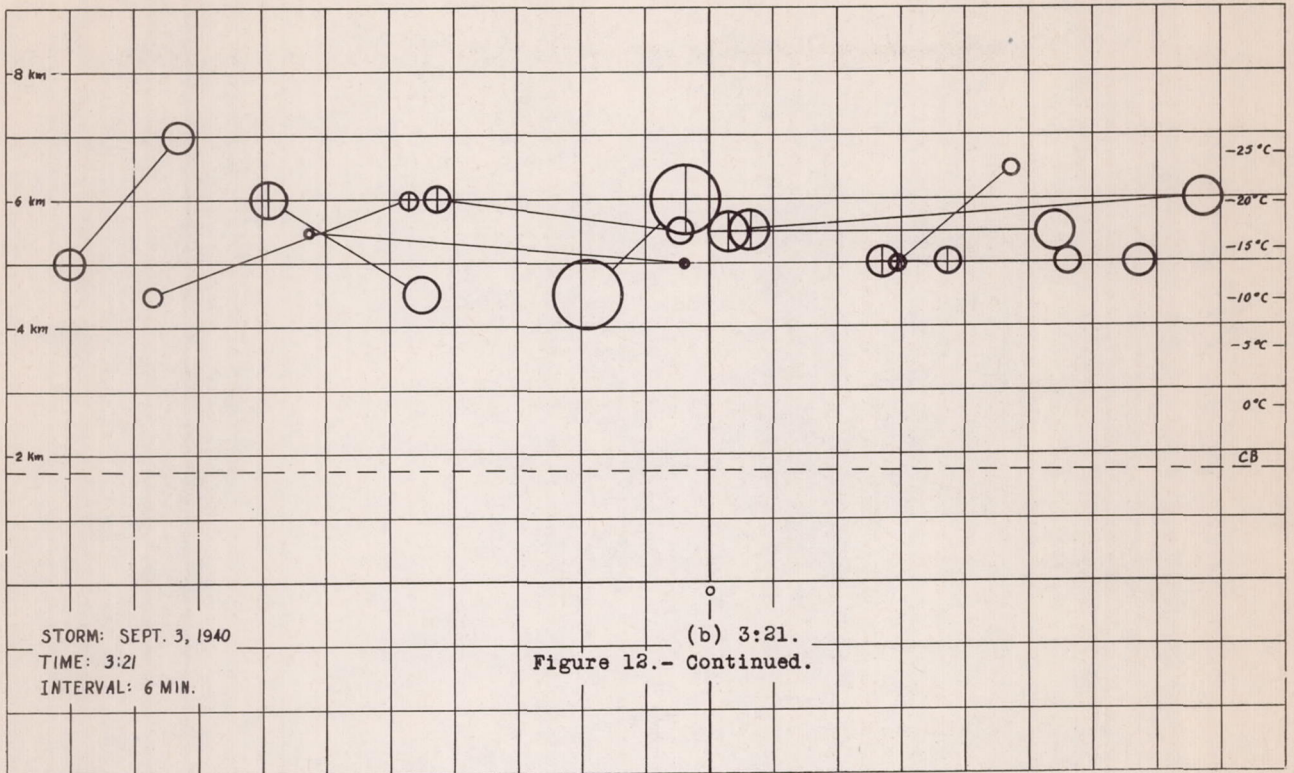 8 km
-25°C
6 km
-20°C
-15°C
-10°C
4 km
-5°C
0°C
2 km
CB
STORM: SEPT. 3, 1940
TIME: 3:21
INTERVAL: 6 MIN.
(b) 3:21.
Figure 12.- Continued.